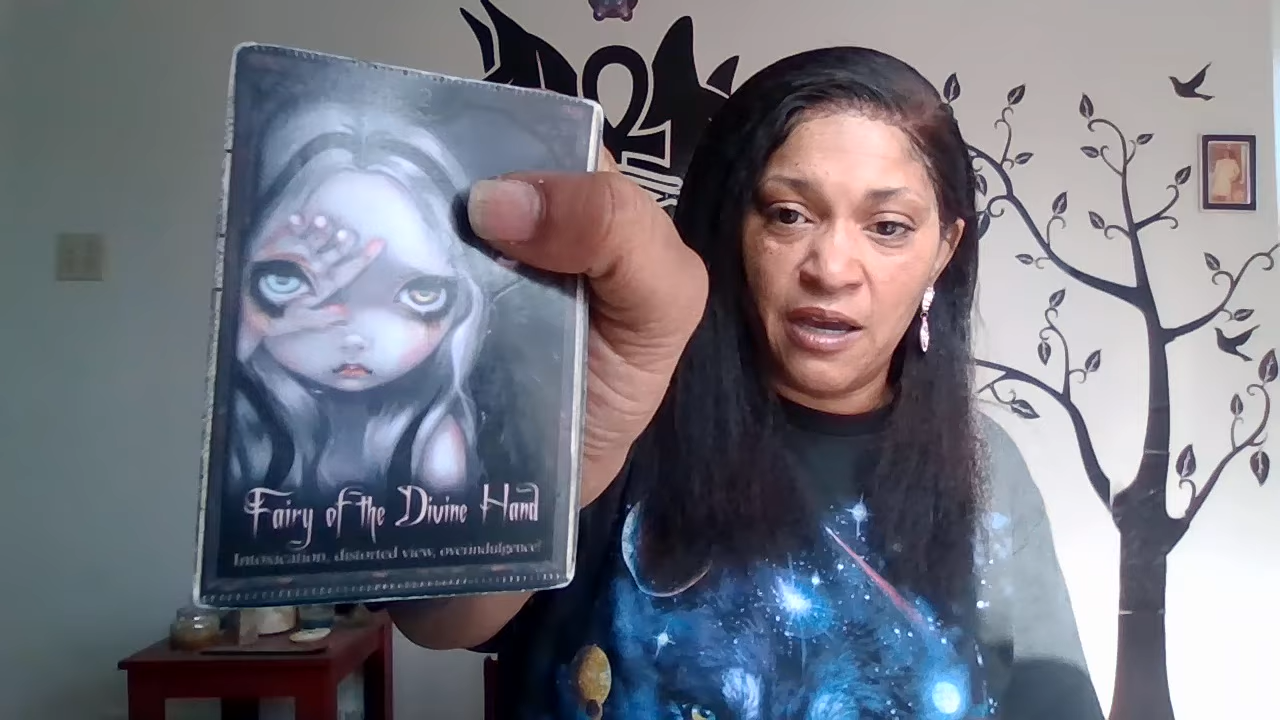 Fairy of the Divine Hand
Intoxication, distorted view, overindulgence!